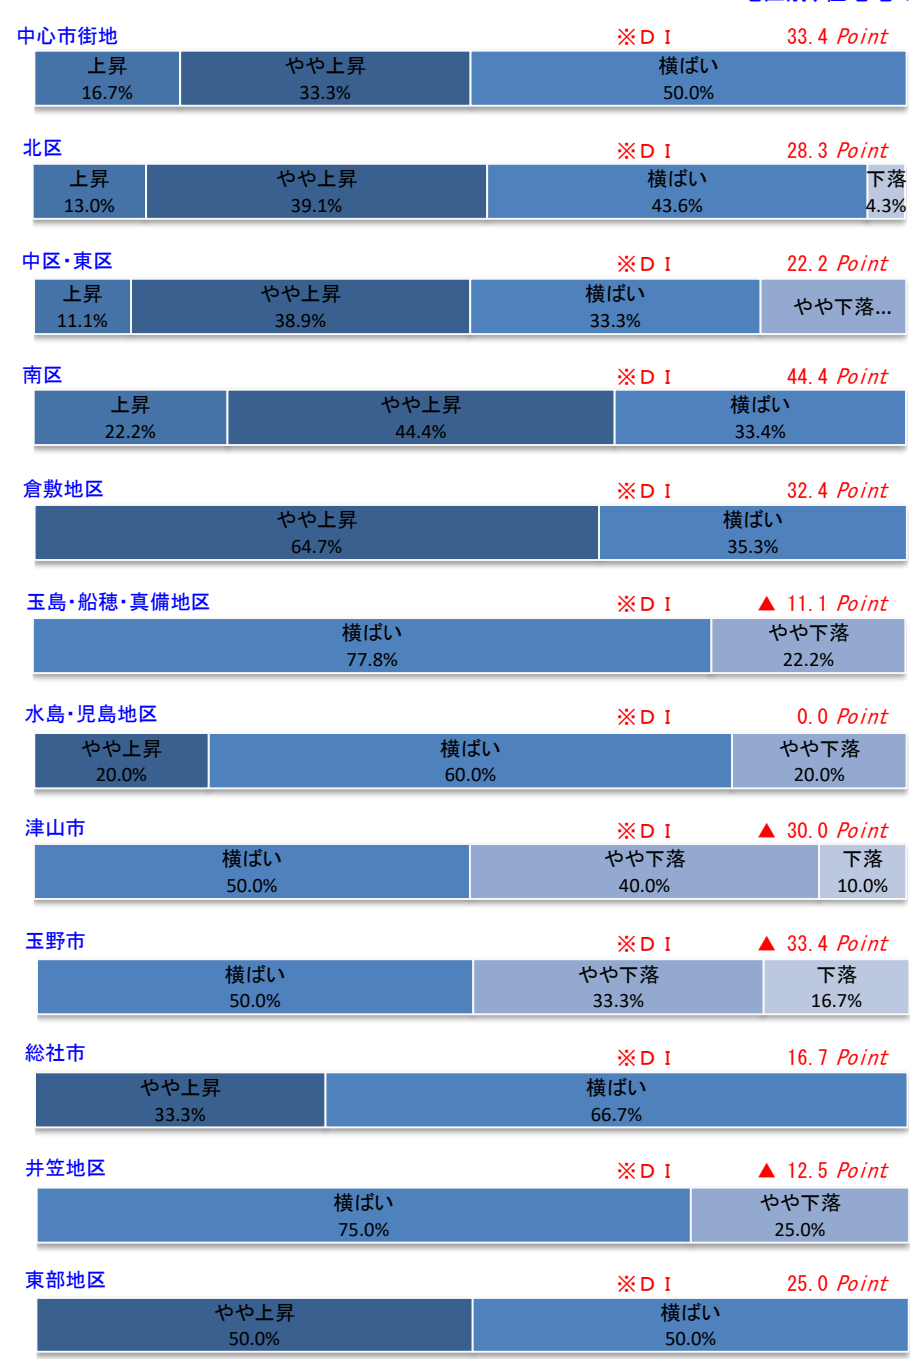 中心市街地 ※ＤＩ 33.4 Point
上昇 やや上昇 横ばい
16.7% 33.3% 50.0%
北区 ※ＤＩ 28.3 Point
上昇 やや上昇 横ばい 下落
13.0% 39.1% 43.6% 4.3%
中区・東区 ※ＤＩ 22.2 Point
上昇 やや上昇 横ばい やや下落...
11.1% 38.9% 33.3%
南区 ※ＤＩ 44.4 Point
上昇 やや上昇 横ばい
22.2% 44.4% 33.4%
倉敷地区 ※ＤＩ 32.4 Point
やや上昇 横ばい
64.7% 35.3%
玉島・船穂・真備地区 ※ＤＩ ▲ 11.1 Point
横ばい やや下落
77.8% 22.2%
水島・児島地区 ※ＤＩ 0.0 Point
やや上昇 横ばい やや下落
20.0% 60.0% 20.0%
津山市 ※ＤＩ ▲ 30.0 Point
横ばい やや下落 下落
50.0% 40.0% 10.0%
玉野市 ※ＤＩ ▲ 33.4 Point
横ばい やや下落 下落
50.0% 33.3% 16.7%
総社市 ※ＤＩ 16.7 Point
やや上昇 横ばい
33.3% 66.7%
井笠地区 ※ＤＩ ▲ 12.5 Point
横ばい やや下落
75.0% 25.0%
東部地区 ※ＤＩ 25.0 Point
やや上昇 横ばい
50.0% 50.0%